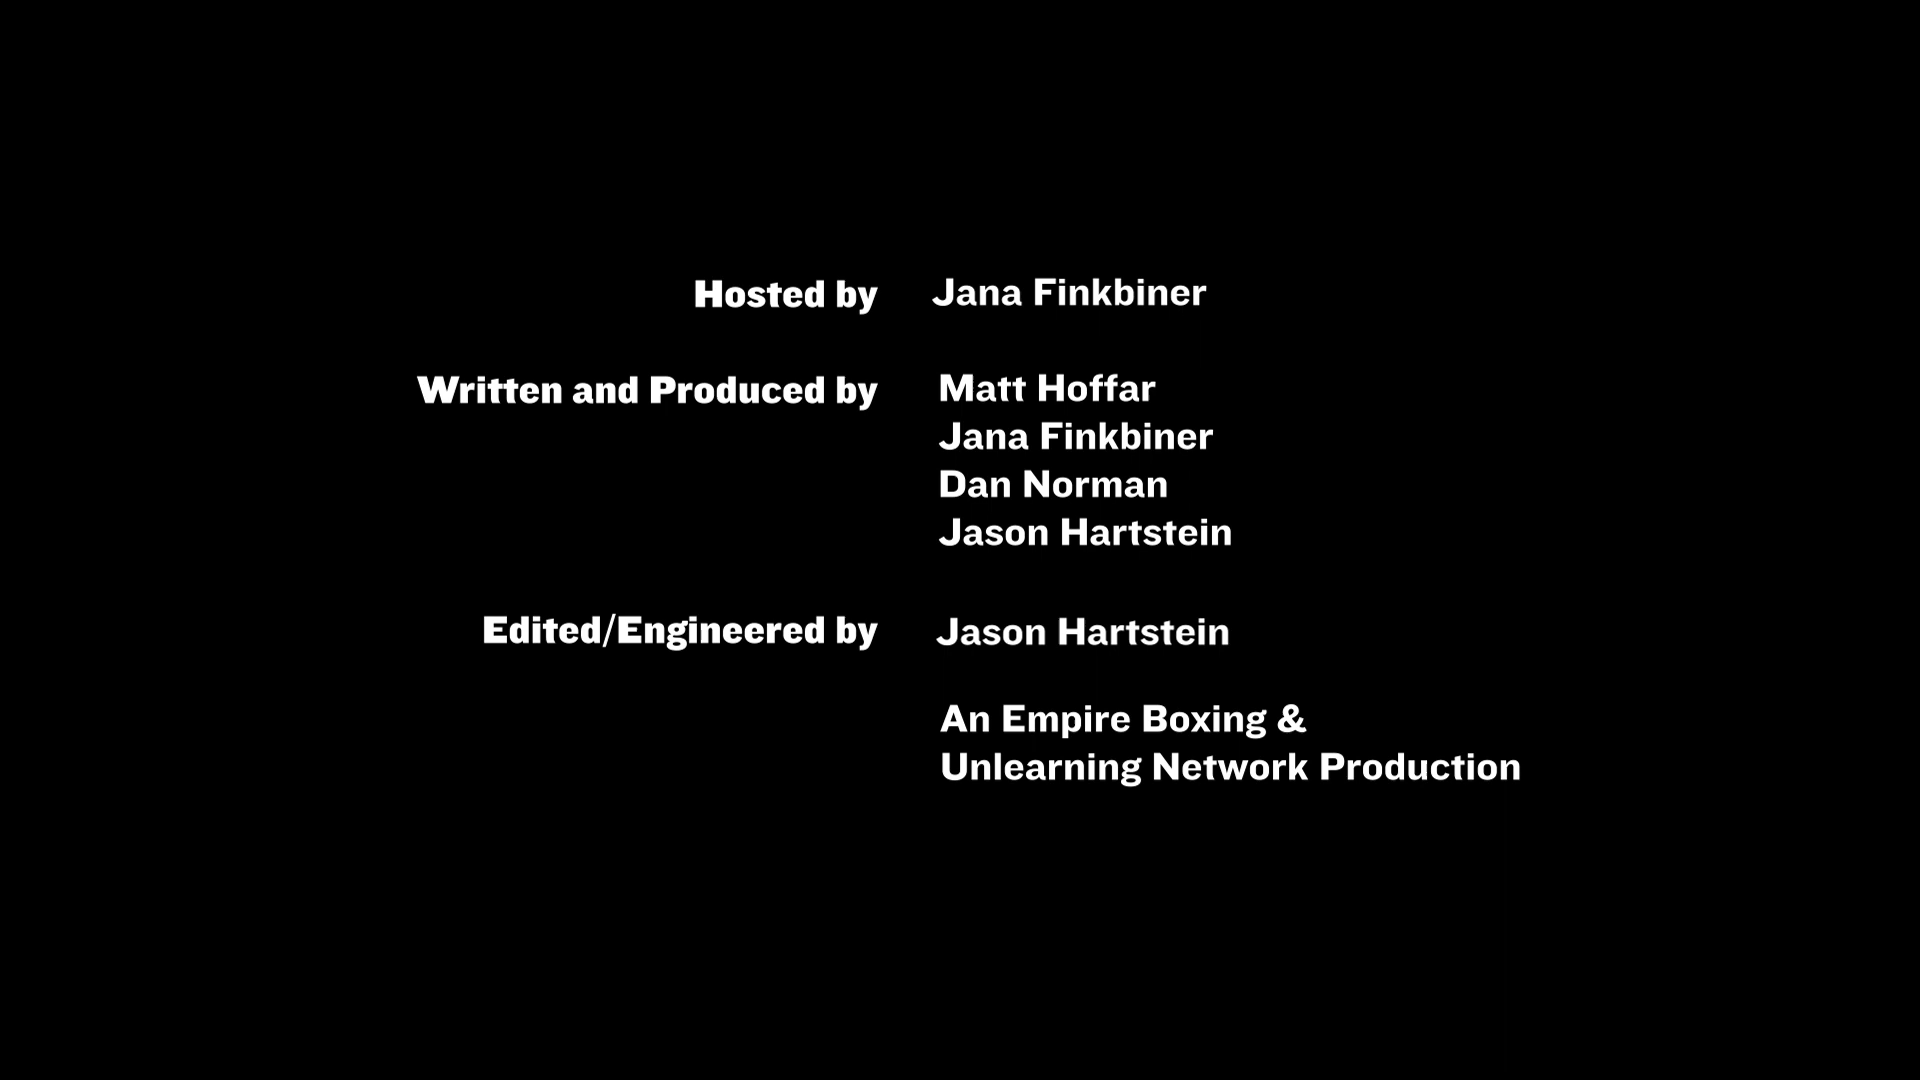 Hosted by Jana Finkbiner
Written and Produced by Matt Hoffar
Jana Finkbiner
Dan Norman
Jason Hartstein
Edited/Engineered by Jason Hartstein
An Empire Boxing &
Unlearning Network Production